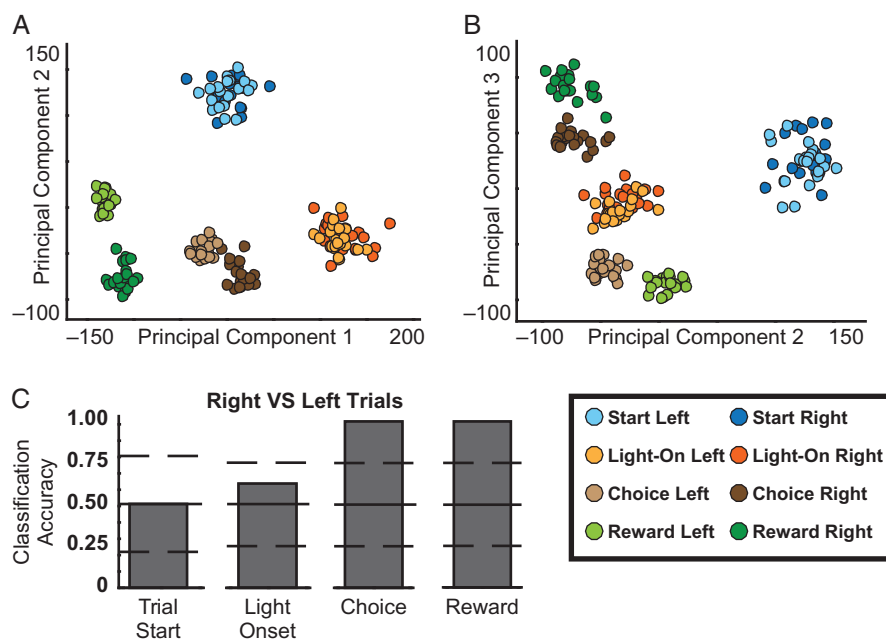 A
150
Principal Component 2
–100
–150 Principal Component 1 200
B
100
Principal Component 3
–100
–100 Principal Component 2 150
C
Right VS Left Trials
Classification
Accuracy
1.00
0.75
0.50
0.25
0
Trial
Start
Light
Onset
Choice
Reward
Start Left
Start Right
Light-On Left
Light-On Right
Choice Left
Choice Right
Reward Left
Reward Right